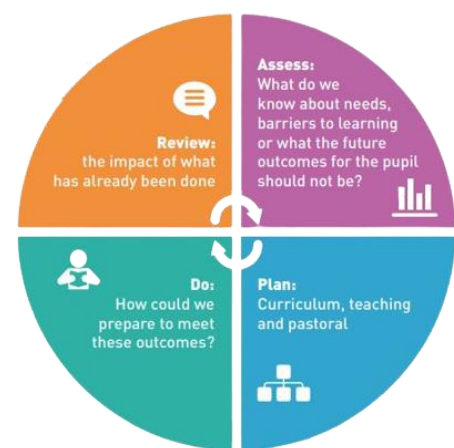 Assess:
What do we
know about needs,
barriers to learning
or what the future
outcomes for the pupil
should not be?
Plan:
Curriculum, teaching
and pastoral
Do:
How could we
prepare to meet
these outcomes?
Review:
the impact of what
has already been done